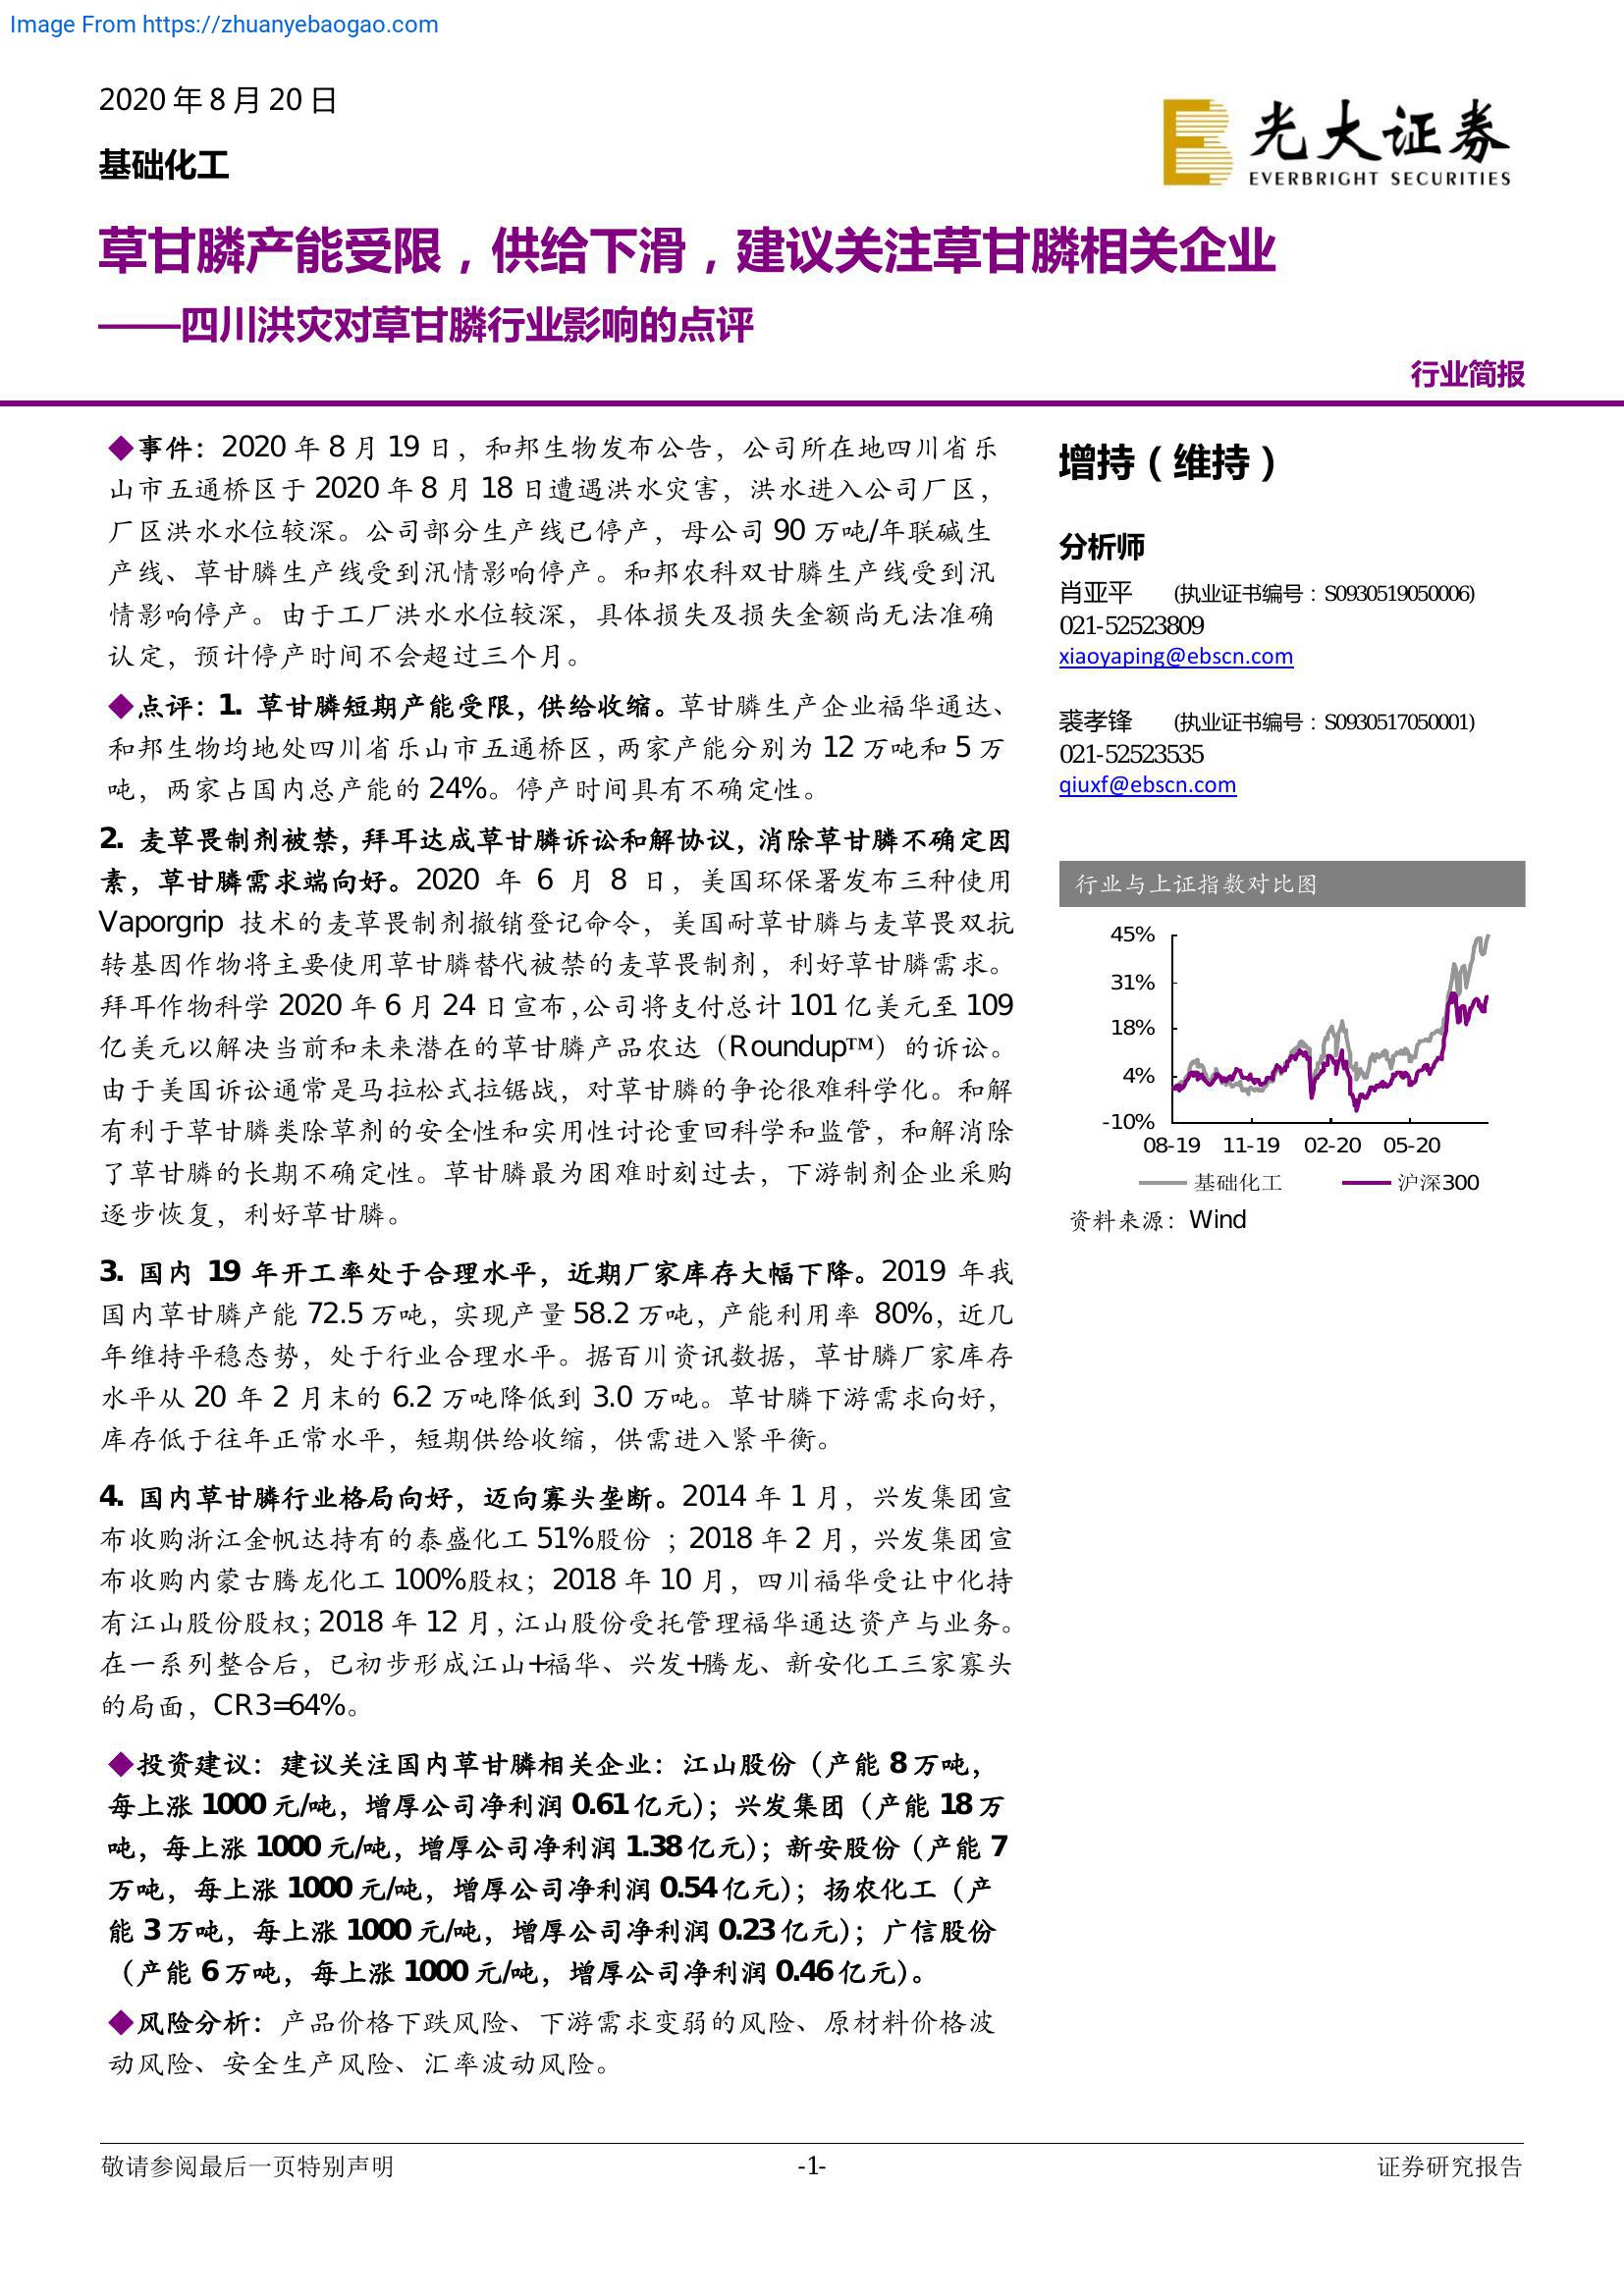 Image From https://zhuanyebaogao.com
2020 年 8 月 20 日
基础化工
光大证券
EVERBRIGHT SECURITIES
草甘膦产能受限，供给下滑，建议关注草甘膦相关企业
——四川洪灾对草甘膦行业影响的点评
行业简报
◆事件：2020 年 8 月 19 日，和邦生物发布公告，公司所在地四川省乐
山市五通桥区于 2020 年 8 月 18 日遭遇洪水灾害，洪水进入公司厂区，
厂区洪水水位较深。公司部分生产线已停产，母公司 90 万吨/年联碱生
产线、草甘膦生产线受到汛情影响停产。和邦农科双甘膦生产线受到汛
情影响停产。由于工厂洪水水位较深，具体损失及损失金额尚无法准确
认定，预计停产时间不会超过三个月。
◆点评：1. 草甘膦短期产能受限，供给收缩。草甘膦生产企业福华通达、
和邦生物均地处四川省乐山市五通桥区，两家产能分别为 12 万吨和 5 万
吨，两家占国内总产能的 24%。停产时间具有不确定性。
2. 麦草畏制剂被禁，拜耳达成草甘膦诉讼和解协议，消除草甘膦不确定因
素，草甘膦需求端向好。2020 年 6 月 8 日，美国环保署发布三种使用
Vaporgrip 技术的麦草畏制剂撤销登记命令，美国耐草甘膦与麦草畏双抗
转基因作物将主要使用草甘膦替代被禁的麦草畏制剂，利好草甘膦需求。
拜耳作物科学 2020 年 6 月 24 日宣布，公司将支付总计 101 亿美元至 109
亿美元以解决当前和未来潜在的草甘膦产品农达（Roundup™）的诉讼。
由于美国诉讼通常是马拉松式拉锯战，对草甘膦的争论很难科学化。和解
有利于草甘膦类除草剂的安全性和实用性讨论重回科学和监管，和解消除
了草甘膦的长期不确定性。草甘膦最为困难时刻过去，下游制剂企业采购
逐步恢复，利好草甘膦。
3. 国内 19 年开工率处于合理水平，近期厂家库存大幅下降。2019 年我
国内草甘膦产能 72.5 万吨，实现产量 58.2 万吨，产能利用率 80%，近几
年维持平稳态势，处于行业合理水平。据百川资讯数据，草甘膦厂家库存
水平从 20 年 2 月末的 6.2 万吨降低到 3.0 万吨。草甘膦下游需求向好，
库存低于往年正常水平，短期供给收缩，供需进入紧平衡。
4. 国内草甘膦行业格局向好，迈向寡头垄断。2014 年 1 月，兴发集团宣
布收购浙江金帆达持有的泰盛化工 51%股份 ；2018 年 2 月，兴发集团宣
布收购内蒙古腾龙化工 100%股权；2018 年 10 月，四川福华受让中化持
有江山股份股权；2018 年 12 月，江山股份受托管理福华通达资产与业务。
在一系列整合后，已初步形成江山+福华、兴发+腾龙、新安化工三家寡头
的局面，CR3=64%。
◆投资建议：建议关注国内草甘膦相关企业：江山股份（产能 8 万吨，
每上涨 1000 元/吨，增厚公司净利润 0.61 亿元）；兴发集团（产能 18 万
吨，每上涨 1000 元/吨，增厚公司净利润 1.38 亿元）；新安股份（产能 7
万吨，每上涨 1000 元/吨，增厚公司净利润 0.54 亿元）；扬农化工（产
能 3 万吨，每上涨 1000 元/吨，增厚公司净利润 0.23 亿元）；广信股份
（产能 6 万吨，每上涨 1000 元/吨，增厚公司净利润 0.46 亿元）。
◆风险分析：产品价格下跌风险、下游需求变弱的风险、原材料价格波
动风险、安全生产风险、汇率波动风险。
增持（维持）
分析师
肖亚平 (执业证书编号：S0930519050006)
021-52523809
xiaoyaping@ebscn.com
裘孝锋 (执业证书编号：S0930517050001)
021-52523535
qiuxf@ebscn.com
行业与上证指数对比图
45%
31%
18%
4%
-10%
08-19 11-19 02-20 05-20
基础化工 沪深300
资料来源：Wind
敬请参阅最后一页特别声明 -1- 证券研究报告